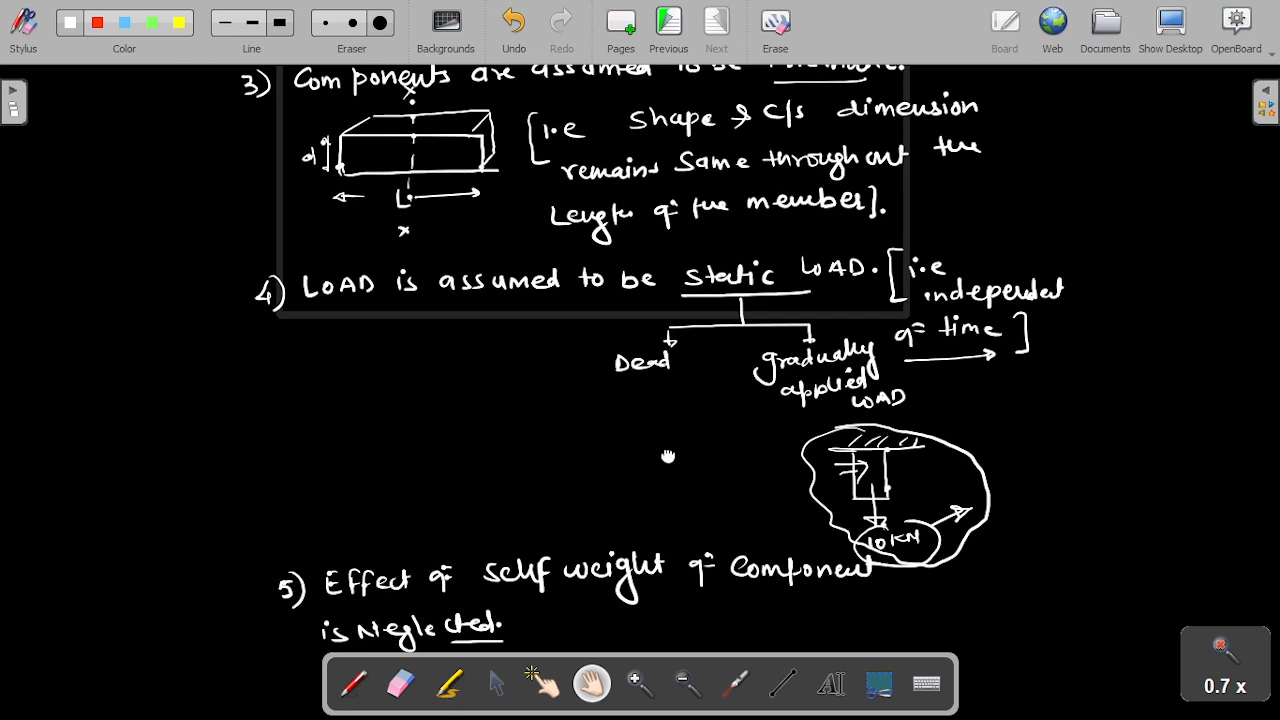 Stylus
Color
Line
Eraser
Backgrounds
Undo
Redo
Pages
Previous
Next
Erase
Board
Web
Documents
Show Desktop
OpenBoard
3) Components are assumed to be
x
d
L
x
[i.e Shape → C/s dimension
remains same throughout the
Length of the member].
4) LOAD is assumed to be static LOAD. [i.e
independent
of time]
Dead
gradually
applied
LOAD
10 KN
5) Effect of self weight of component
is Neglected.
0.7 x